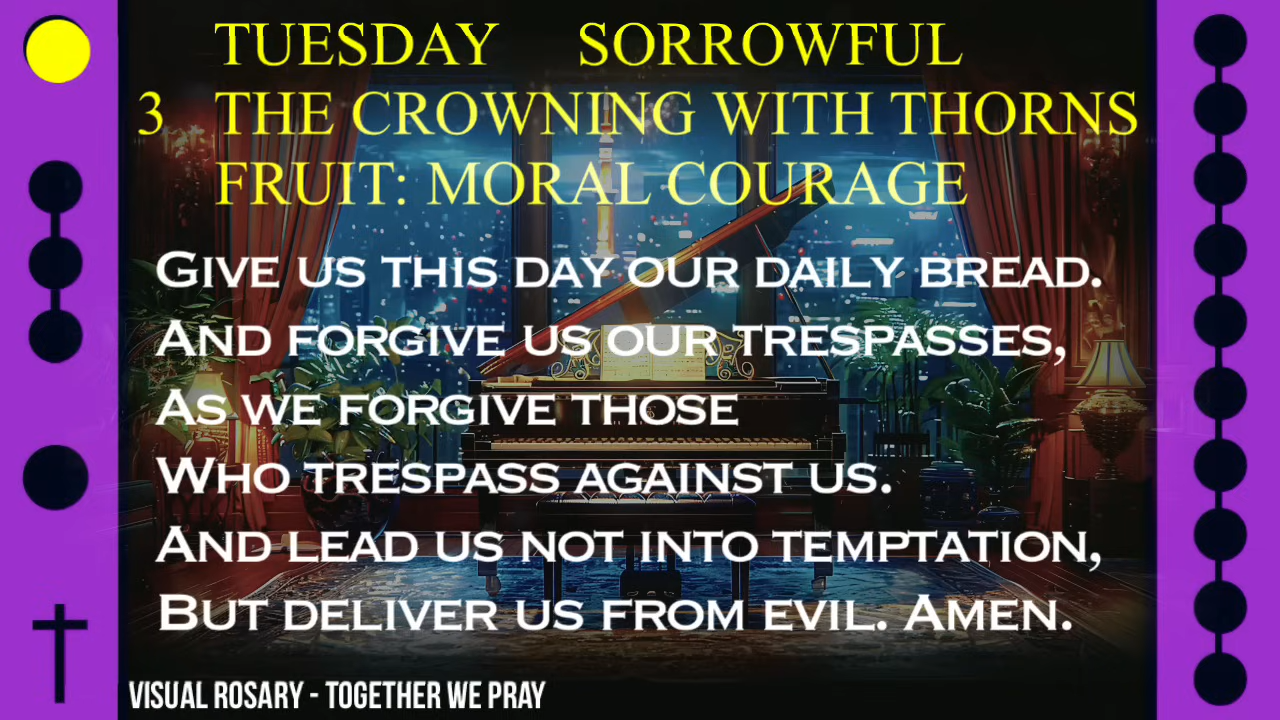 TUESDAY SORROWFUL
3 THE CROWNING WITH THORNS
FRUIT: MORAL COURAGE
GIVE US THIS DAY OUR DAILY BREAD.
AND FORGIVE US OUR TRESPASSES,
AS WE FORGIVE THOSE
WHO TRESPASS AGAINST US.
AND LEAD US NOT INTO TEMPTATION,
BUT DELIVER US FROM EVIL. AMEN.
VISUAL ROSARY - TOGETHER WE PRAY